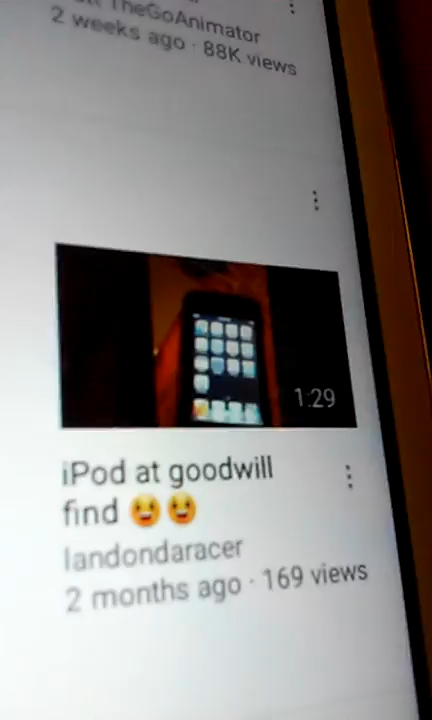 TheGoAnimator
2 weeks ago · 88K views
1:29
iPod at goodwill
find 😃😃
landondaracer
2 months ago · 169 views